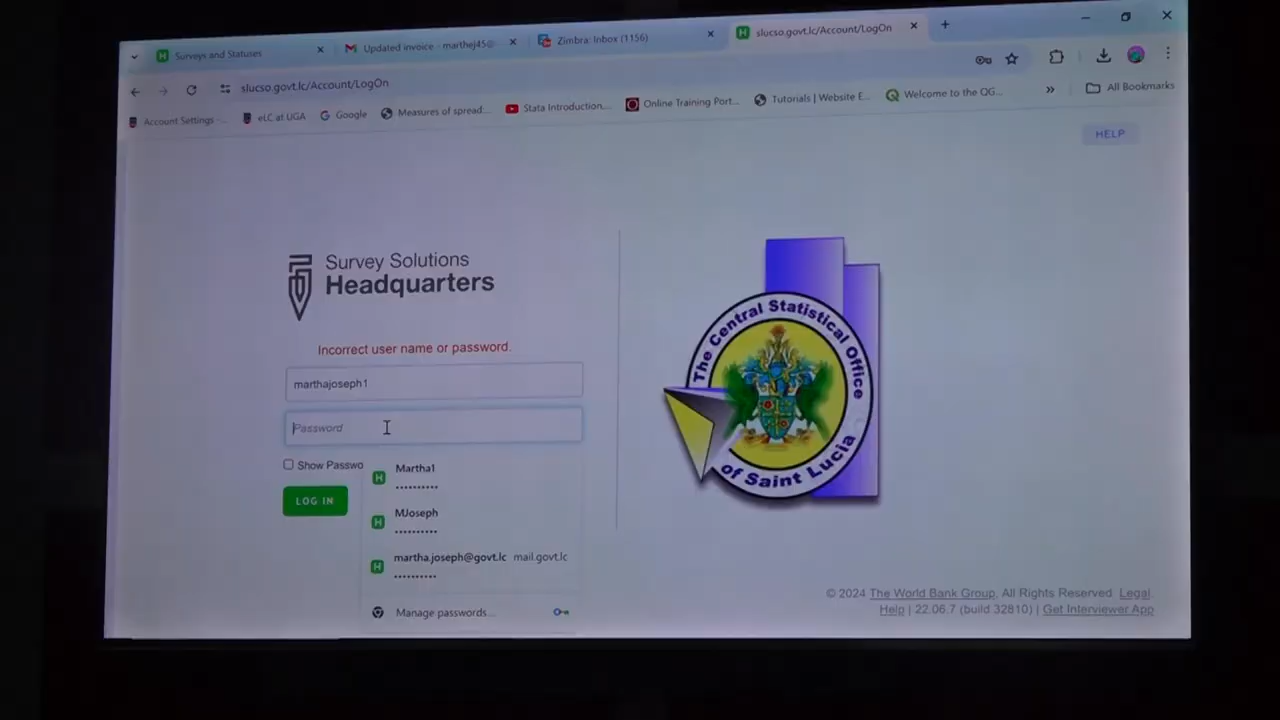 Surveys and Statuses
Updated invoice - marthej45@
Zimbra: Inbox (1156)
slucso.govt.lc/Account/LogOn
slucso.govt.lc/Account/LogOn
Account Settings -...
eLC at UGA
Google
Measures of spread...
Stata Introduction...
Online Training Port...
Tutorials | Website E...
Welcome to the QG...
»
All Bookmarks
HELP
Survey Solutions
Headquarters
Incorrect user name or password.
marthajoseph1
Password
Show Passwo
LOG IN
Martha1
••••••••••
MJoseph
••••••••••
martha.joseph@govt.lc mail.govt.lc
••••••••••
Manage passwords...
The Central Statistical Office
of Saint Lucia
© 2024 The World Bank Group, All Rights Reserved. Legal.
Help | 22.06.7 (build 32810) | Get Interviewer App